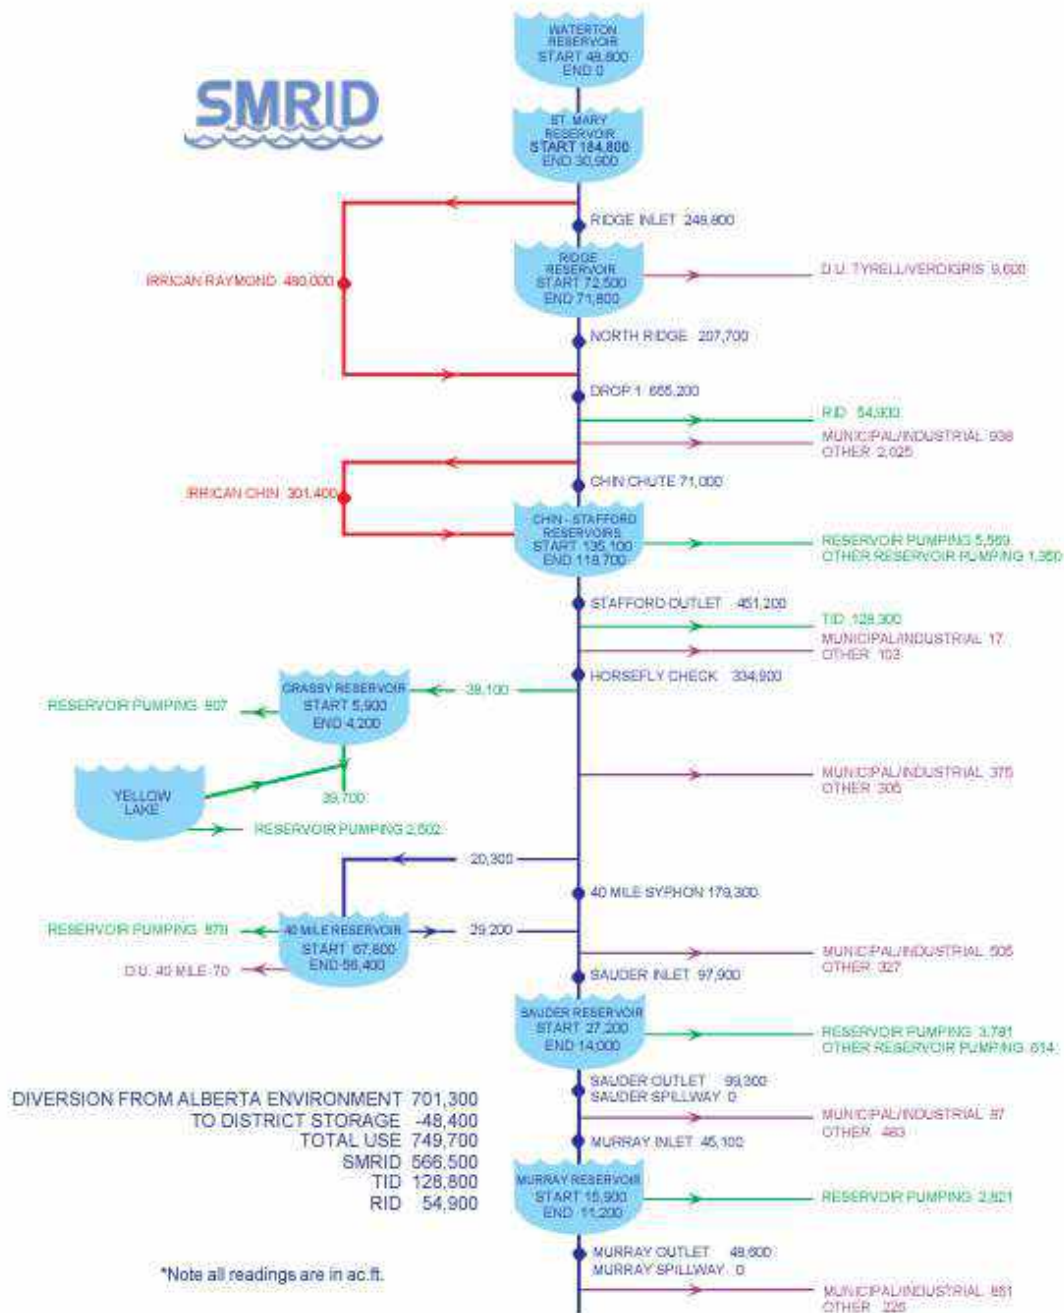 WATERTON
RESERVOIR
START 48,800
END 0
SMRID
ST. MARY
RESERVOIR
START 184,800
END 30,900
RIDGE INLET 248,800
IRRICAN RAYMOND 480,000
RIDGE
RESERVOIR
START 72,500
END 71,800
D.U. TYRELL/VERDIGRIS 9,600
NORTH RIDGE 207,700
DROP 1 665,200
RID 54,900
MUNICIPAL/INDUSTRIAL 938
OTHER 2,025
IRRICAN CHIN 301,400
CHIN CHUTE 71,000
CHIN - STAFFORD
RESERVOIRS
START 135,100
END 118,700
RESERVOIR PUMPING 5,569
OTHER RESERVOIR PUMPING 1,350
STAFFORD OUTLET 451,200
TID
MUNICIPAL/INDUSTRIAL 17
OTHER 103
HORSEFLY CHECK 334,900
GRASSY RESERVOIR
START 5,900
END 4,200
38,100
RESERVOIR PUMPING 807
YELLOW
LAKE
39,700
RESERVOIR PUMPING 2,602
MUNICIPAL/INDUSTRIAL 375
OTHER 305
20,300
40 MILE SYPHON 179,300
RESERVOIR PUMPING 879
40 MILE RESERVOIR
START 67,800
END 56,400
29,200
D.U. 40 MILE 70
MUNICIPAL/INDUSTRIAL 505
OTHER 327
SAUDER INLET 97,900
SAUDER RESERVOIR
START 27,200
END 14,000
RESERVOIR PUMPING 3,781
OTHER RESERVOIR PUMPING 614
SAUDER OUTLET 99,300
SAUDER SPILLWAY 0
MUNICIPAL/INDUSTRIAL 87
OTHER 483
MURRAY INLET 45,100
DIVERSION FROM ALBERTA ENVIRONMENT 701,300
TO DISTRICT STORAGE -48,400
TOTAL USE 749,700
SMRID 566,500
TID 128,800
RID 54,900
MURRAY RESERVOIR
START 15,900
END 11,200
RESERVOIR PUMPING 2,821
MURRAY OUTLET 48,600
MURRAY SPILLWAY 0
*Note all readings are in ac.ft.
MUNICIPAL/INDUSTRIAL 851
OTHER 225